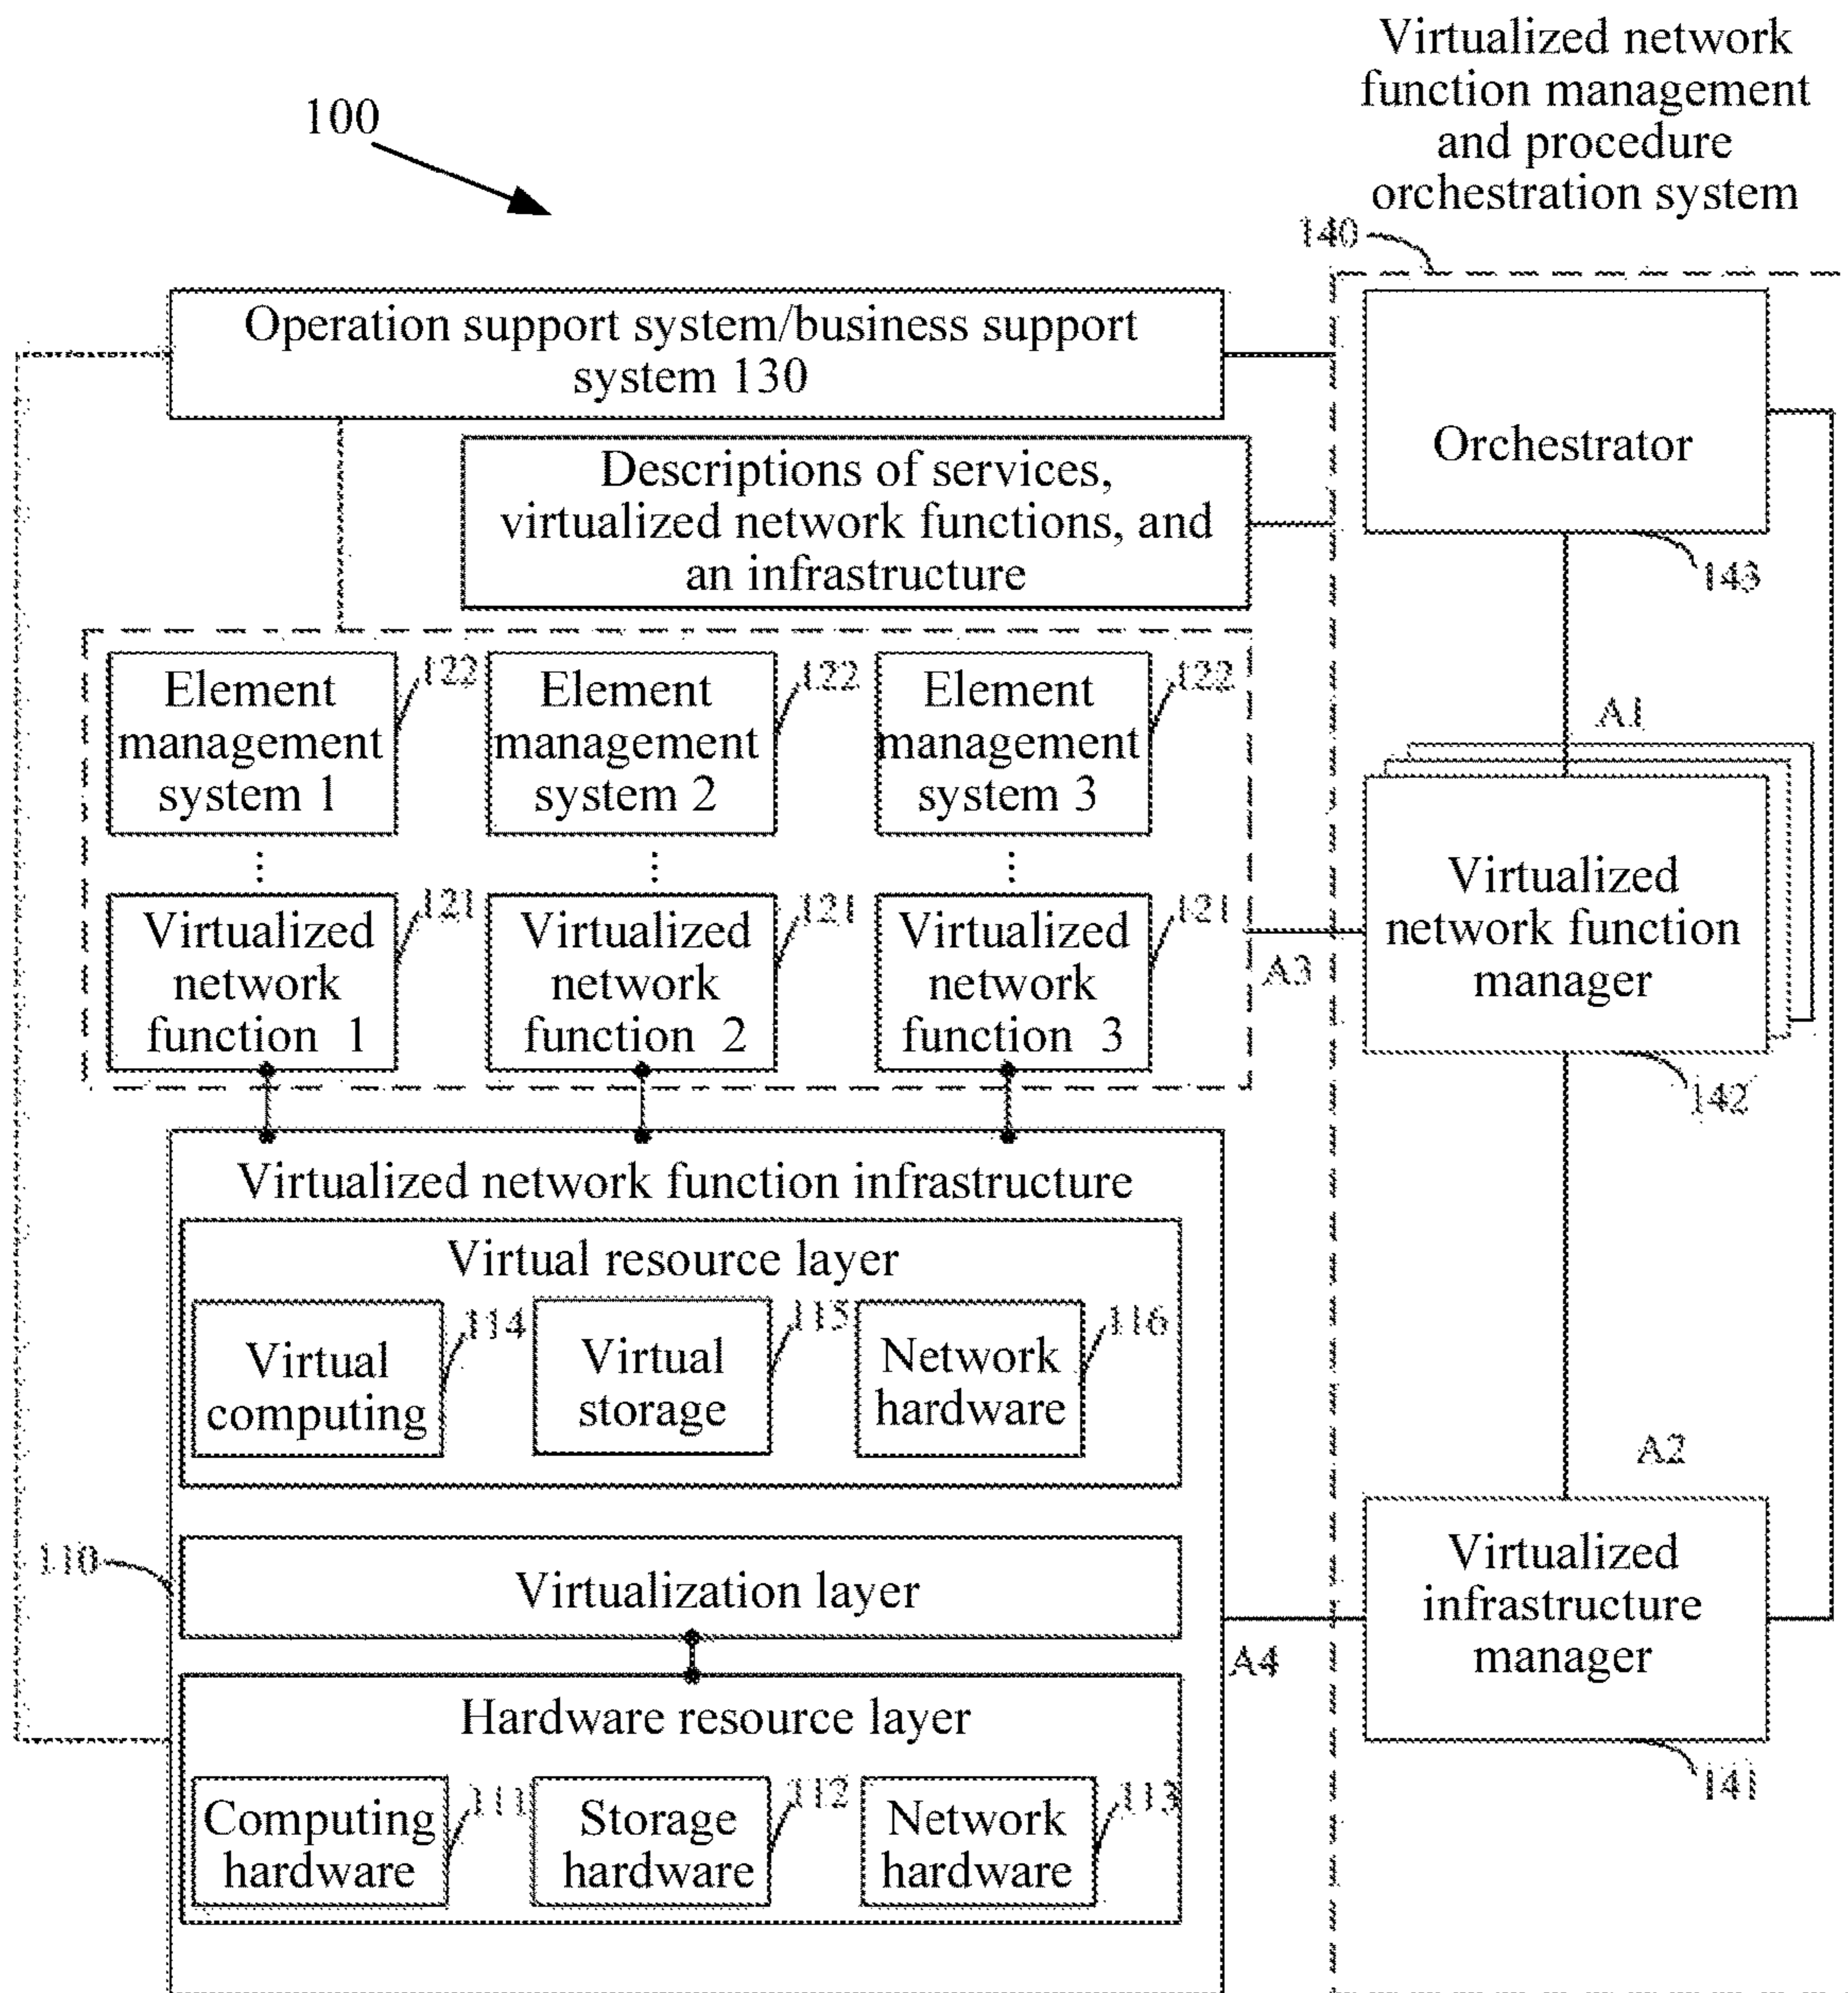 Virtualized network
function management
and procedure
orchestration system
100
140
Operation support system/business support
system 130
Orchestrator
143
Descriptions of services,
virtualized network functions, and
an infrastructure
Element
management
system 1
122
Element
management
system 2
122
Element
management
system 3
122
A1
...
...
...
Virtualized
network
function 1
121
Virtualized
network
function 2
121
Virtualized
network
function 3
121
A3
Virtualized
network function
manager
142
Virtualized network function infrastructure
Virtual resource layer
Virtual
computing
114
Virtual
storage
115
Network
hardware
116
A2
110
Virtualization layer
A4
Virtualized
infrastructure
manager
141
Hardware resource layer
Computing
hardware
111
Storage
hardware
112
Network
hardware
113